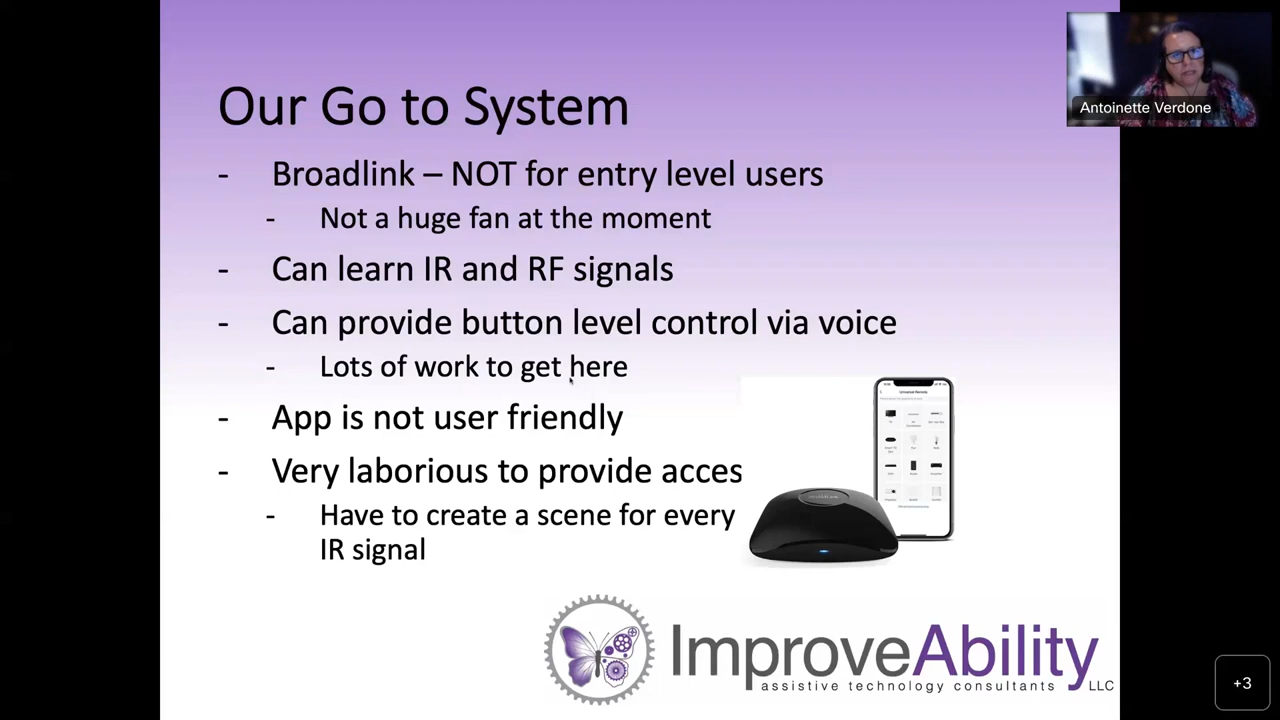 Our Go to System
- Broadlink – NOT for entry level users
- Not a huge fan at the moment
- Can learn IR and RF signals
- Can provide button level control via voice
- Lots of work to get here
- App is not user friendly
- Very laborious to provide acces
- Have to create a scene for every
IR signal
Antoinette Verdone
Universal Remote
ImproveAbility
assistive technology consultants LLC
+3